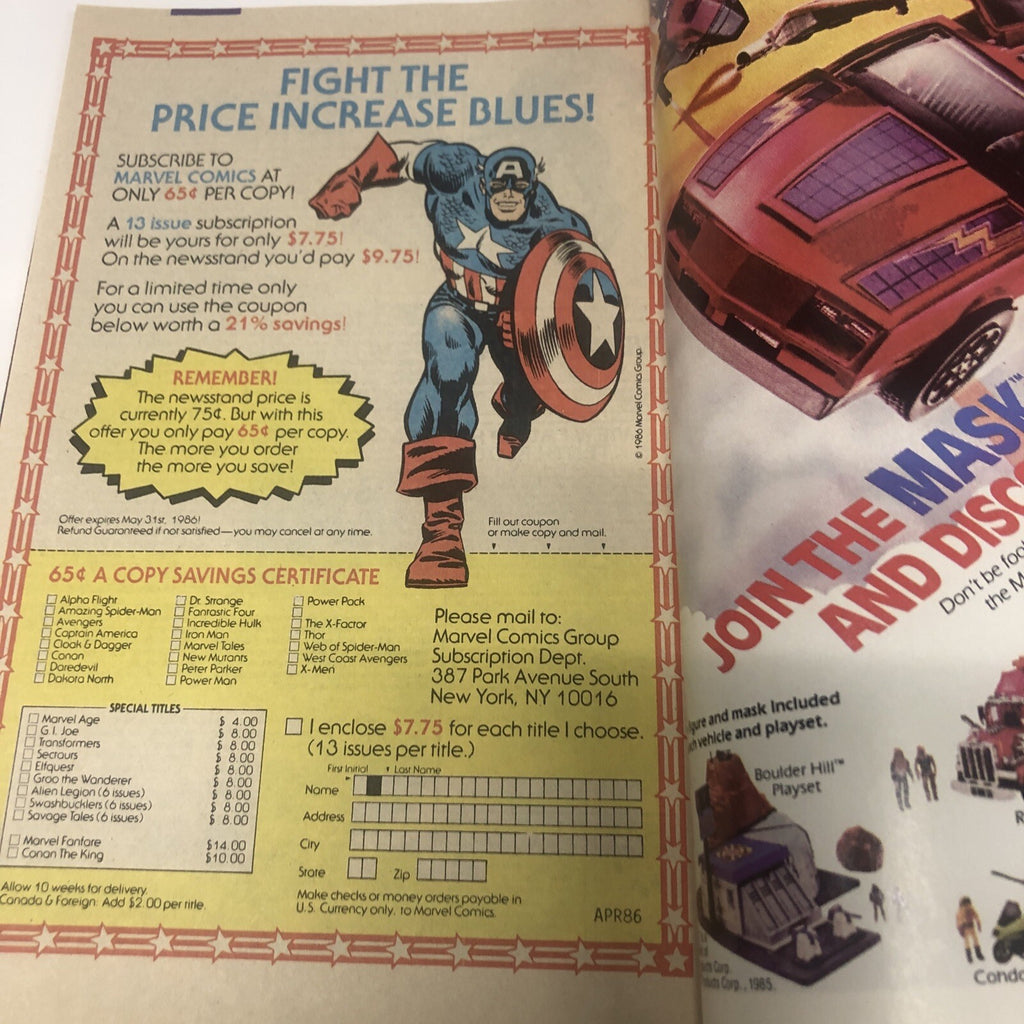 FIGHT THE
PRICE INCREASE BLUES!
SUBSCRIBE TO
MARVEL COMICS AT
ONLY 65¢ PER COPY!
A 13 issue subscription
will be yours for only $7.75!
On the newsstand you'd pay $9.75!
For a limited time only
you can use the coupon
below worth a 21% savings!
REMEMBER!
The newsstand price is
currently 75¢. But with this
offer you only pay 65¢ per copy.
The more you order
the more you save!
© 1986 Marvel Comics Group.
Offer expires May 31st, 1986!
Refund Guaranteed if not satisfied—you may cancel at any time.
Fill out coupon
or make copy and mail.
65¢ A COPY SAVINGS CERTIFICATE
Alpha Flight
Amazing Spider-Man
Avengers
Captain America
Cloak & Dagger
Conan
Daredevil
Dakota North
Dr. Strange
Fantastic Four
Incredible Hulk
Iron Man
Marvel Tales
New Mutants
Peter Parker
Power Man
Power Pack
The X-Factor
Thor
Web of Spider-Man
West Coast Avengers
X-Men
Please mail to:
Marvel Comics Group
Subscription Dept.
387 Park Avenue South
New York, NY 10016
SPECIAL TITLES
Marvel Age $ 4.00
G.I. Joe $ 8.00
Transformers $ 8.00
Sectaurs $ 8.00
Elfquest $ 8.00
Groo the Wanderer $ 8.00
Alien Legion (6 issues) $ 8.00
Swashbucklers (6 issues) $ 8.00
Savage Tales (6 issues) $ 8.00
Marvel Fanfare $14.00
Conan The King $10.00
I enclose $7.75 for each title I choose.
(13 issues per title.)
First Initial Last Name
Name
Address
City
State Zip
Allow 10 weeks for delivery.
Canada & Foreign: Add $2.00 per title.
Make checks or money orders payable in
U.S. Currency only, to Marvel Comics.
APR86
JOIN THE MASK™
AND DISC
Don't be foo
the M
gure and mask included
ch vehicle and playset.
Boulder Hill™
Playset
R
Condo
ucts Corp.
oducts Corp., 1985.